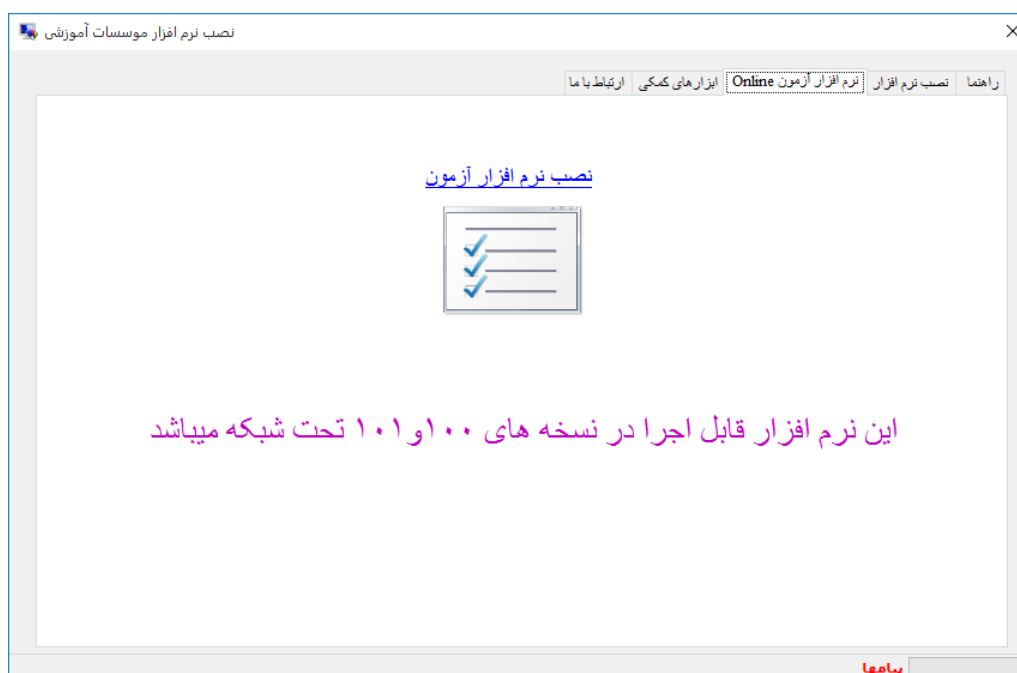 نصب نرم افزار موسسات آموزشی
راهنما نصب نرم افزار نرم افزار آزمون Online ابزارهای کمکی ارتباط با ما
نصب نرم افزار آزمون
این نرم افزار قابل اجرا در نسخه های ۱۰۰و۱۰۱ تحت شبکه میباشد
پیامها